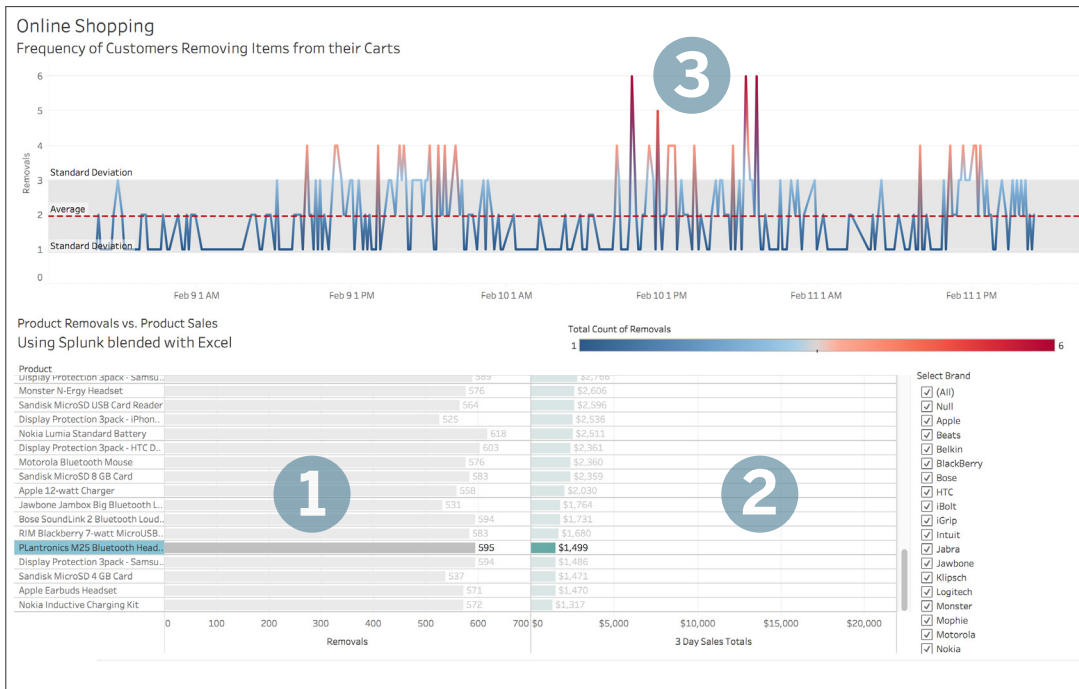 Online Shopping
Frequency of Customers Removing Items from their Carts
3
6
5
4
Standard Deviation
3
Average
2
Standard Deviation
1
0
Removals
Feb 9 1 AM
Feb 9 1 PM
Feb 10 1 AM
Feb 10 1 PM
Feb 11 1 AM
Feb 11 1 PM
Product Removals vs. Product Sales
Using Splunk blended with Excel
Total Count of Removals
1
6
Product
Display Protection 3pack - Samsu.. 589 $2,766
Monster N-Ergy Headset 576 $2,606
Sandisk MicroSD USB Card Reader 564 $2,596
Display Protection 3pack - iPhon.. 525 $2,536
Nokia Lumia Standard Battery 618 $2,511
Display Protection 3pack - HTC D.. 603 $2,361
Motorola Bluetooth Mouse 576 $2,360
Sandisk MicroSD 8 GB Card 583 $2,359
Apple 12-watt Charger 558 $2,030
Jawbone Jambox Big Bluetooth L.. 531 $1,764
Bose SoundLink 2 Bluetooth Loud.. 594 $1,731
RIM Blackberry 7-watt MicroUSB.. 583 $1,680
PLantronics M25 Bluetooth Head.. 595 $1,499
Display Protection 3pack - Samsu.. 594 $1,486
Sandisk MicroSD 4 GB Card 537 $1,471
Apple Earbuds Headset 571 $1,470
Nokia Inductive Charging Kit 572 $1,317
1
2
0 100 200 300 400 500 600 700
Removals
$0 $5,000 $10,000 $15,000 $20,000
3 Day Sales Totals
Select Brand
(All)
Null
Apple
Beats
Belkin
BlackBerry
Bose
HTC
iBolt
iGrip
Intuit
Jabra
Jawbone
Klipsch
Logitech
Monster
Mophie
Motorola
Nokia